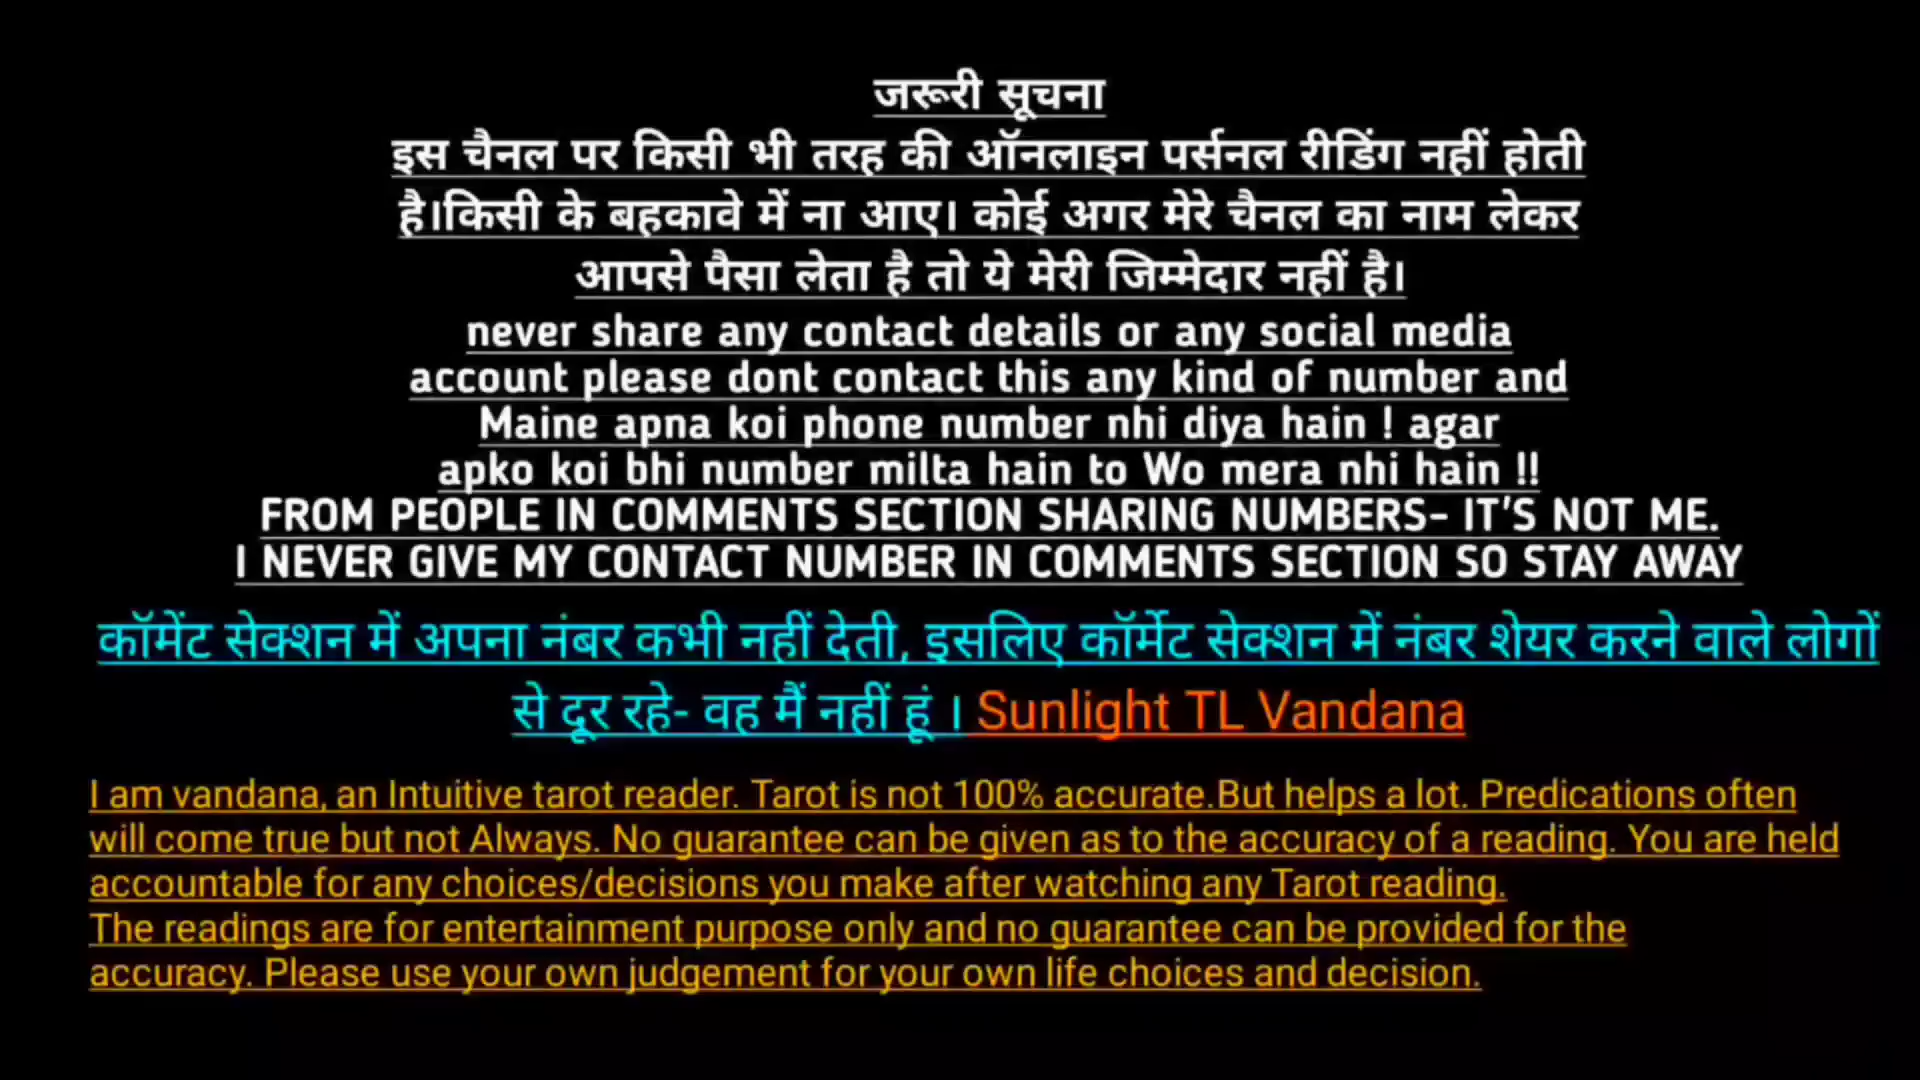 जरूरी सूचना
इस चैनल पर किसी भी तरह की ऑनलाइन पर्सनल रीडिंग नहीं होती
है।किसी के बहकावे में ना आए। कोई अगर मेरे चैनल का नाम लेकर
आपसे पैसा लेता है तो ये मेरी जिम्मेदार नहीं है।
never share any contact details or any social media
account please dont contact this any kind of number and
Maine apna koi phone number nhi diya hain ! agar
apko koi bhi number milta hain to Wo mera nhi hain !!
FROM PEOPLE IN COMMENTS SECTION SHARING NUMBERS- IT'S NOT ME.
I NEVER GIVE MY CONTACT NUMBER IN COMMENTS SECTION SO STAY AWAY
कॉमेंट सेक्शन में अपना नंबर कभी नहीं देती, इसलिए कॉर्मेट सेक्शन में नंबर शेयर करने वाले लोगों
से दूर रहे- वह मैं नहीं हूं । Sunlight TL Vandana
I am vandana, an Intuitive tarot reader. Tarot is not 100% accurate.But helps a lot. Predications often
will come true but not Always. No guarantee can be given as to the accuracy of a reading. You are held
accountable for any choices/decisions you make after watching any Tarot reading.
The readings are for entertainment purpose only and no guarantee can be provided for the
accuracy. Please use your own judgement for your own life choices and decision.